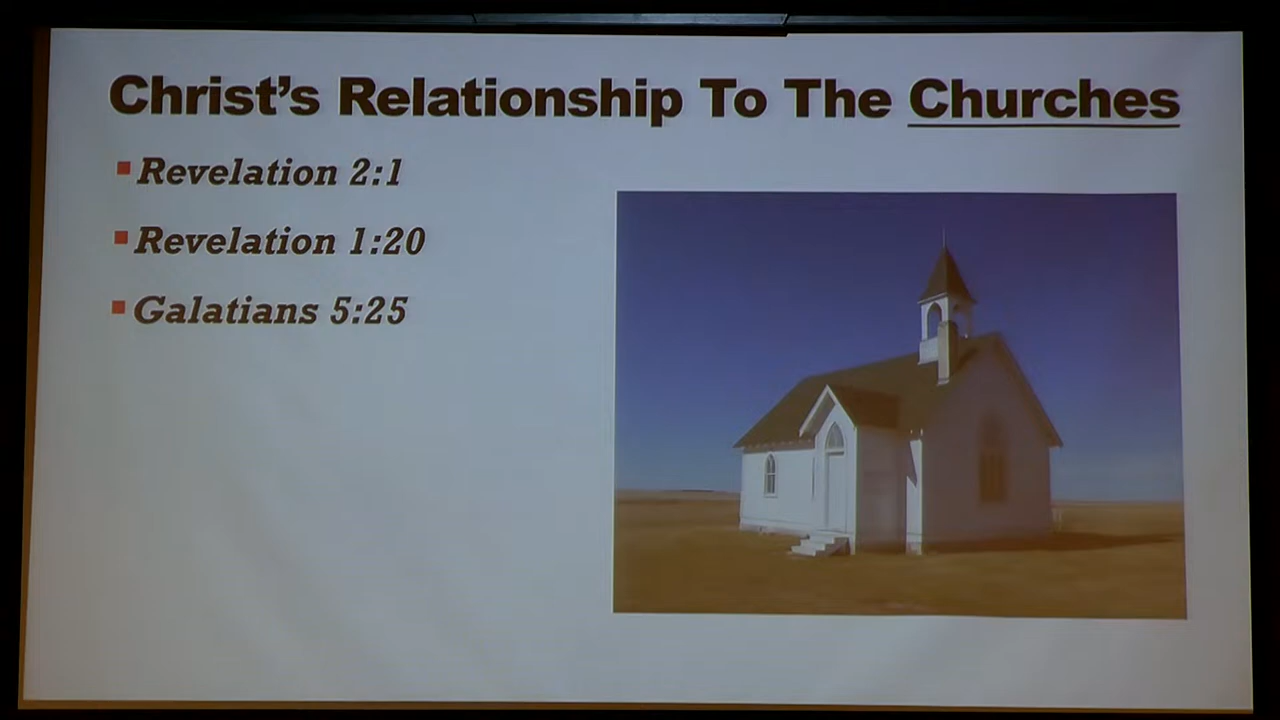 Christ's Relationship To The Churches
▪ Revelation 2:1
▪ Revelation 1:20
▪ Galatians 5:25